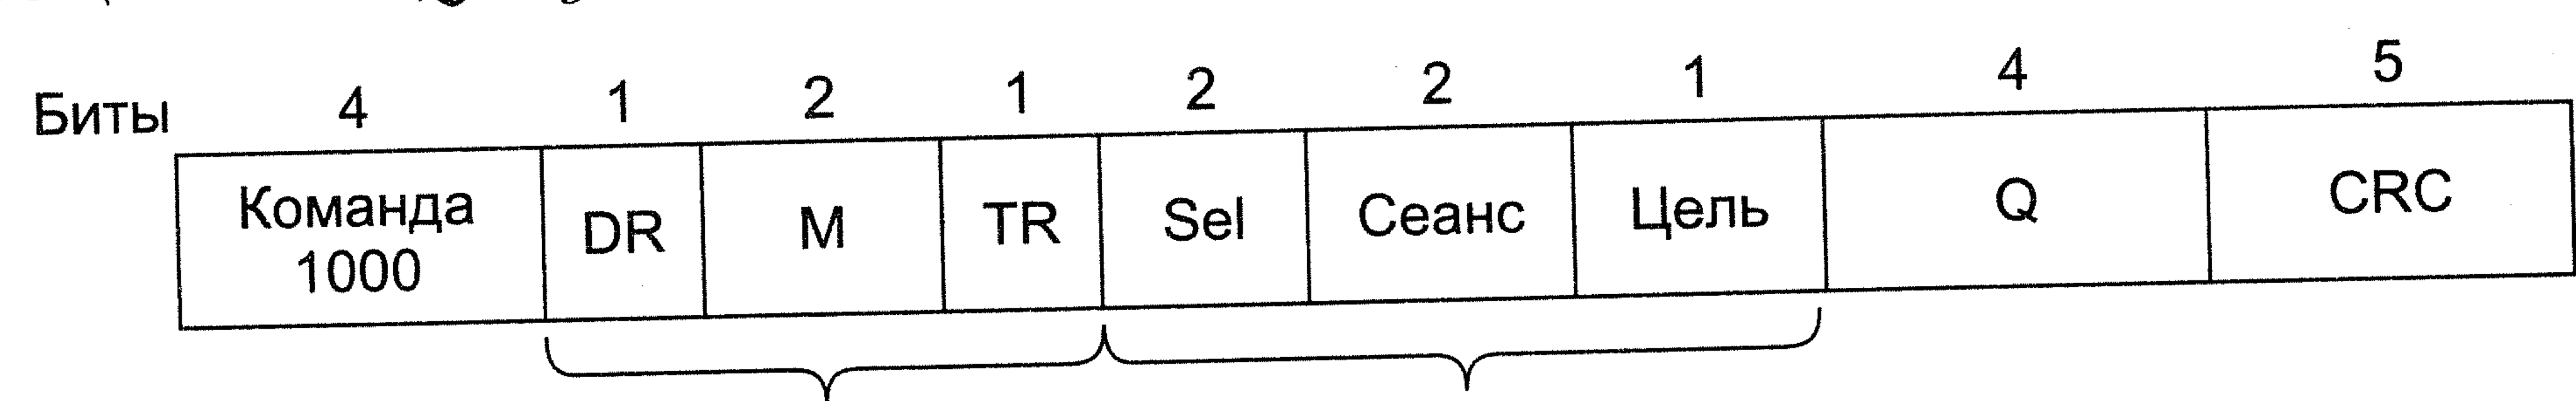 Биты 4 1 2 1 2 2 1 4 5
Команда 1000 DR M TR Sel Сеанс Цель Q CRC